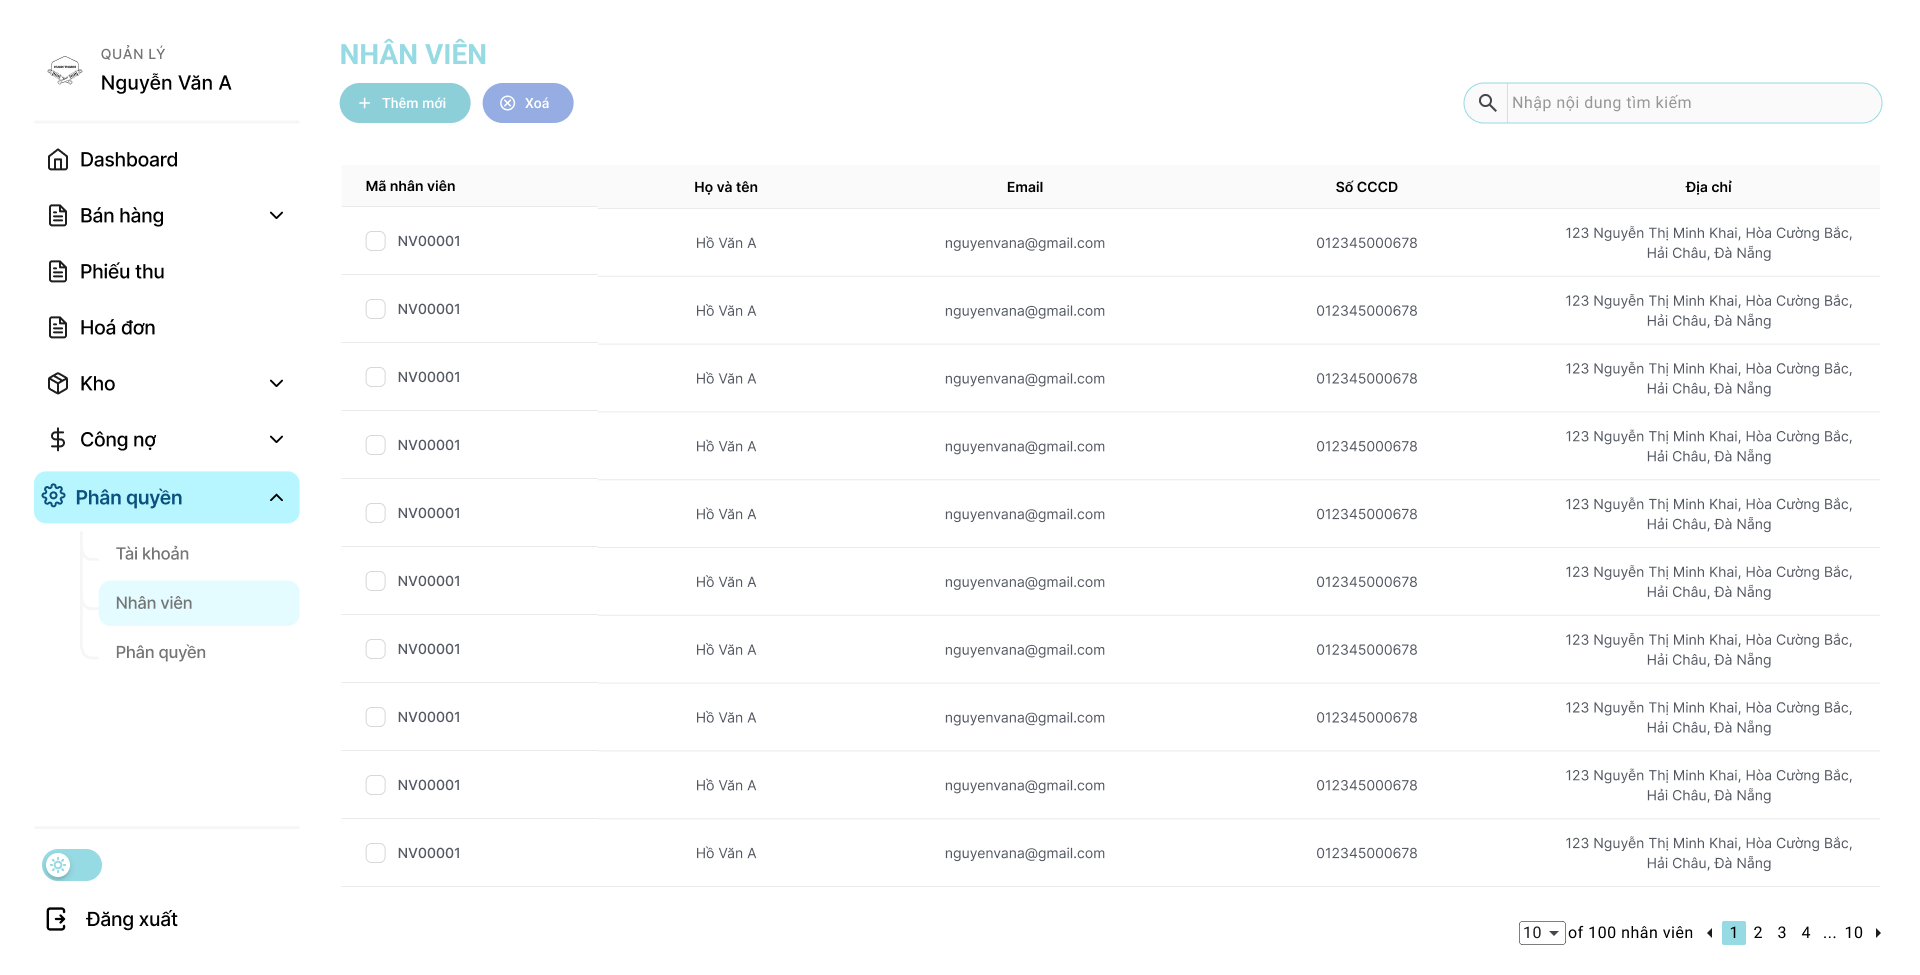 QUẢN LÝ
Nguyễn Văn A
Dashboard
Bán hàng
Phiếu thu
Hoá đơn
Kho
Công nợ
Phân quyền
Tài khoản
Nhân viên
Phân quyền
Đăng xuất
NHÂN VIÊN
Thêm mới
Xoá
Nhập nội dung tìm kiếm
Mã nhân viên Họ và tên Email Số CCCD Địa chỉ
NV00001 Hồ Văn A nguyenvana@gmail.com 012345000678 123 Nguyễn Thị Minh Khai, Hòa Cường Bắc,
Hải Châu, Đà Nẵng
NV00001 Hồ Văn A nguyenvana@gmail.com 012345000678 123 Nguyễn Thị Minh Khai, Hòa Cường Bắc,
Hải Châu, Đà Nẵng
NV00001 Hồ Văn A nguyenvana@gmail.com 012345000678 123 Nguyễn Thị Minh Khai, Hòa Cường Bắc,
Hải Châu, Đà Nẵng
NV00001 Hồ Văn A nguyenvana@gmail.com 012345000678 123 Nguyễn Thị Minh Khai, Hòa Cường Bắc,
Hải Châu, Đà Nẵng
NV00001 Hồ Văn A nguyenvana@gmail.com 012345000678 123 Nguyễn Thị Minh Khai, Hòa Cường Bắc,
Hải Châu, Đà Nẵng
NV00001 Hồ Văn A nguyenvana@gmail.com 012345000678 123 Nguyễn Thị Minh Khai, Hòa Cường Bắc,
Hải Châu, Đà Nẵng
NV00001 Hồ Văn A nguyenvana@gmail.com 012345000678 123 Nguyễn Thị Minh Khai, Hòa Cường Bắc,
Hải Châu, Đà Nẵng
NV00001 Hồ Văn A nguyenvana@gmail.com 012345000678 123 Nguyễn Thị Minh Khai, Hòa Cường Bắc,
Hải Châu, Đà Nẵng
NV00001 Hồ Văn A nguyenvana@gmail.com 012345000678 123 Nguyễn Thị Minh Khai, Hòa Cường Bắc,
Hải Châu, Đà Nẵng
NV00001 Hồ Văn A nguyenvana@gmail.com 012345000678 123 Nguyễn Thị Minh Khai, Hòa Cường Bắc,
Hải Châu, Đà Nẵng
10 of 100 nhân viên 1 2 3 4 ... 10